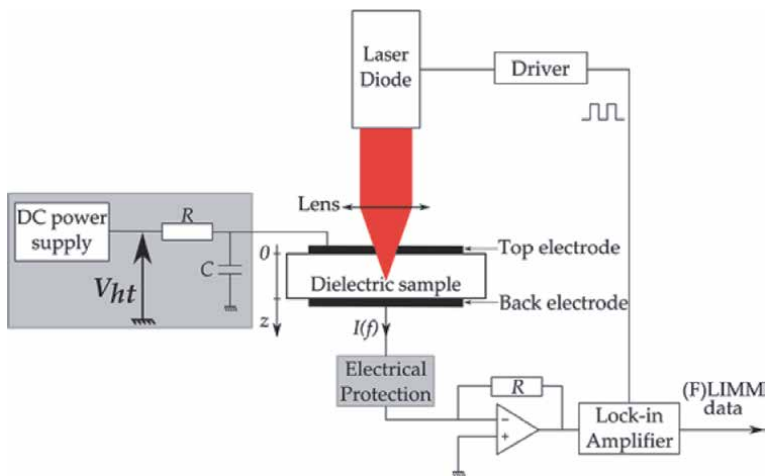 Laser
Diode
Driver
Lens
DC power
supply
R
C
V_ht
0
z
Top electrode
Dielectric sample
Back electrode
I(f)
Electrical
Protection
R
−
+
Lock-in
Amplifier
(F)LIMM
data